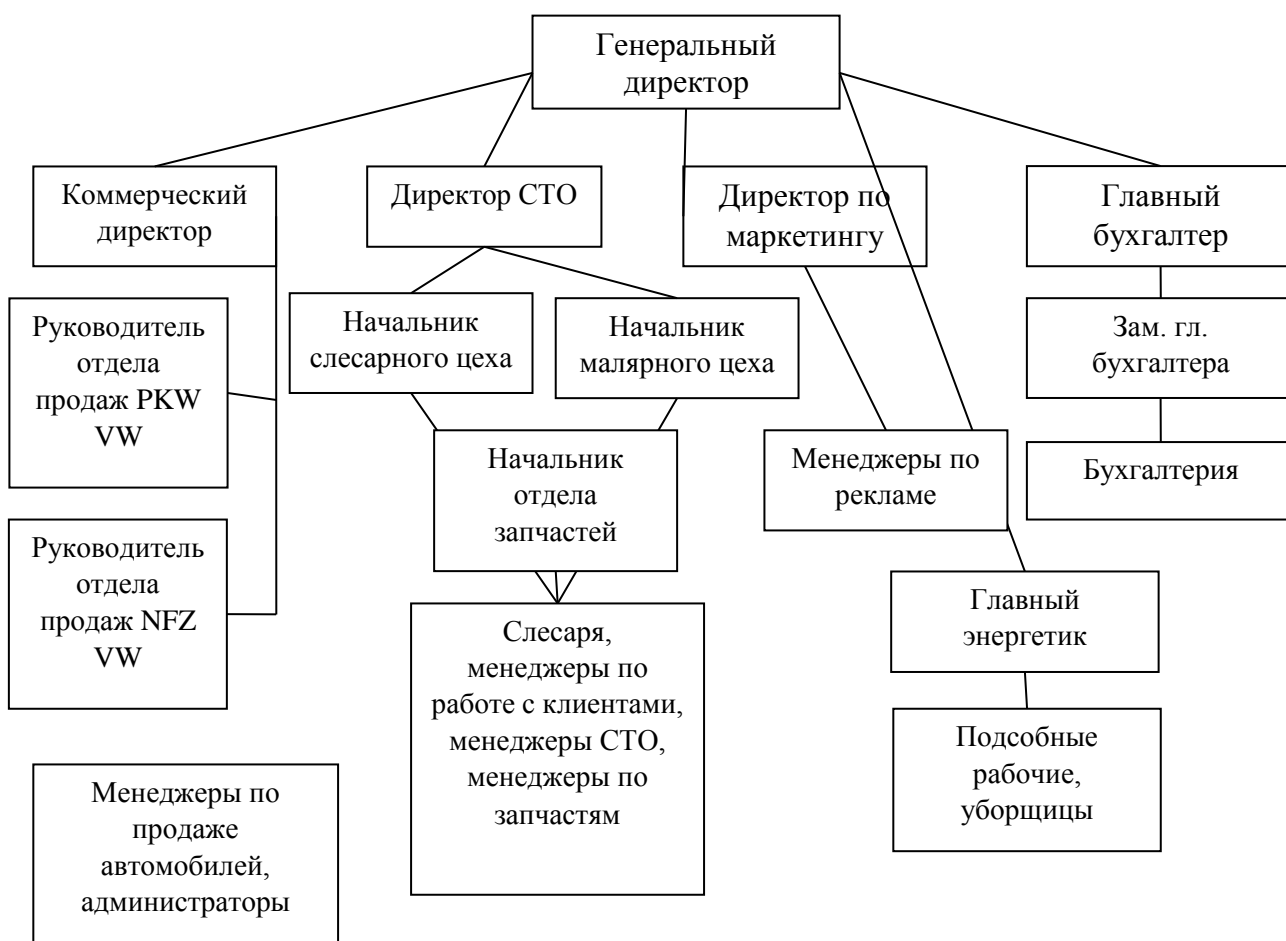 Генеральный
директор
Коммерческий
директор
Директор СТО
Директор по
маркетингу
Главный
бухгалтер
Руководитель
отдела
продаж PKW
VW
Начальник
слесарного цеха
Начальник
малярного цеха
Зам. гл.
бухгалтера
Начальник
отдела
запчастей
Менеджеры по
рекламе
Бухгалтерия
Руководитель
отдела
продаж NFZ
VW
Главный
энергетик
Слесаря,
менеджеры по
работе с клиентами,
менеджеры СТО,
менеджеры по
запчастям
Подсобные
рабочие,
уборщицы
Менеджеры по
продаже
автомобилей,
администраторы